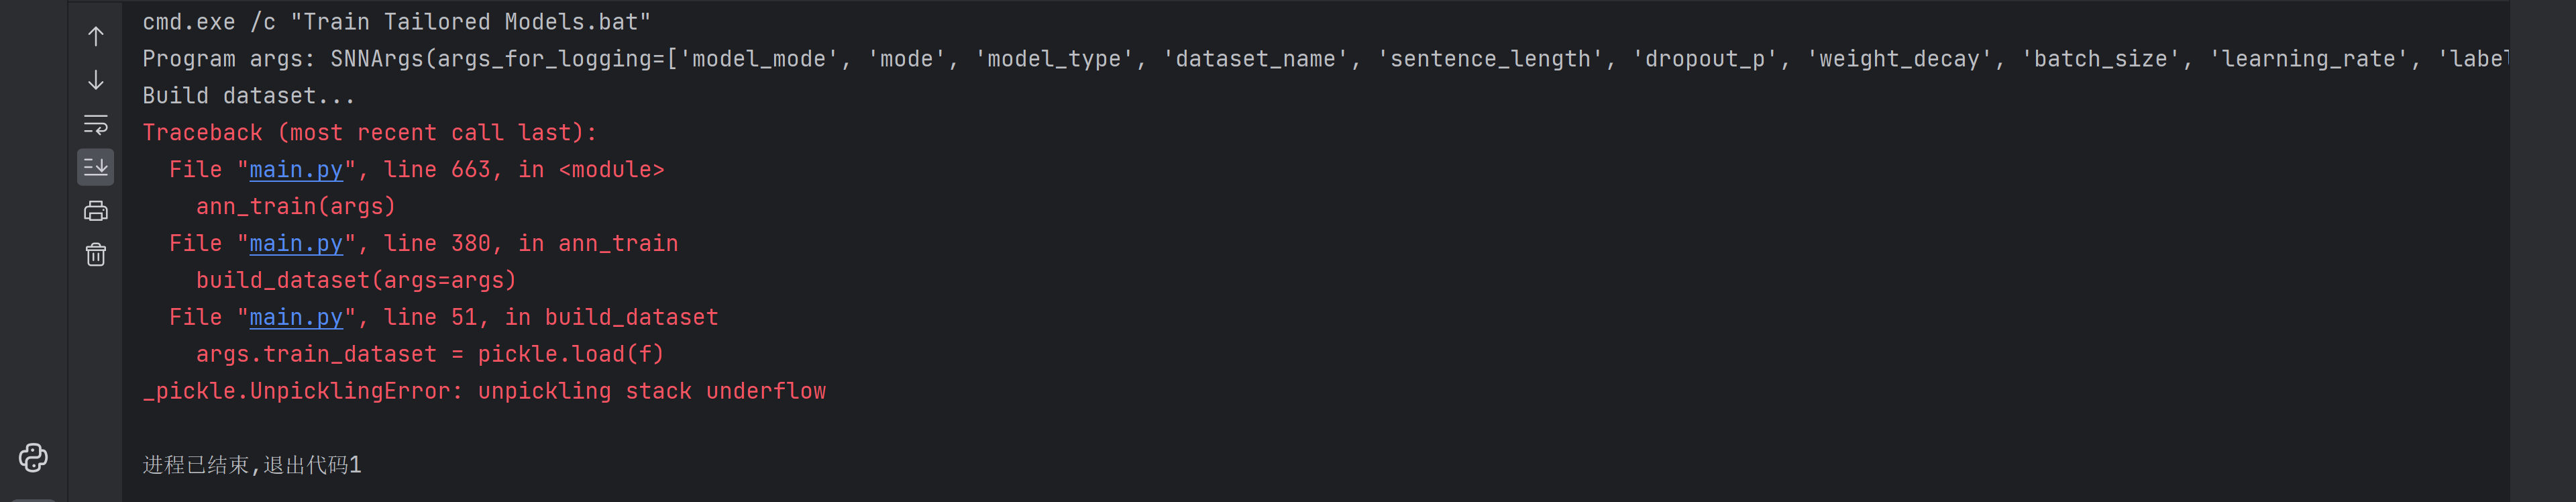 cmd.exe /c "Train Tailored Models.bat"
Program args: SNNArgs(args_for_logging=['model_mode', 'mode', 'model_type', 'dataset_name', 'sentence_length', 'dropout_p', 'weight_decay', 'batch_size', 'learning_rate', 'label
Build dataset...
Traceback (most recent call last):
  File "main.py", line 663, in <module>
    ann_train(args)
  File "main.py", line 380, in ann_train
    build_dataset(args=args)
  File "main.py", line 51, in build_dataset
    args.train_dataset = pickle.load(f)
_pickle.UnpicklingError: unpickling stack underflow
进程已结束,退出代码1